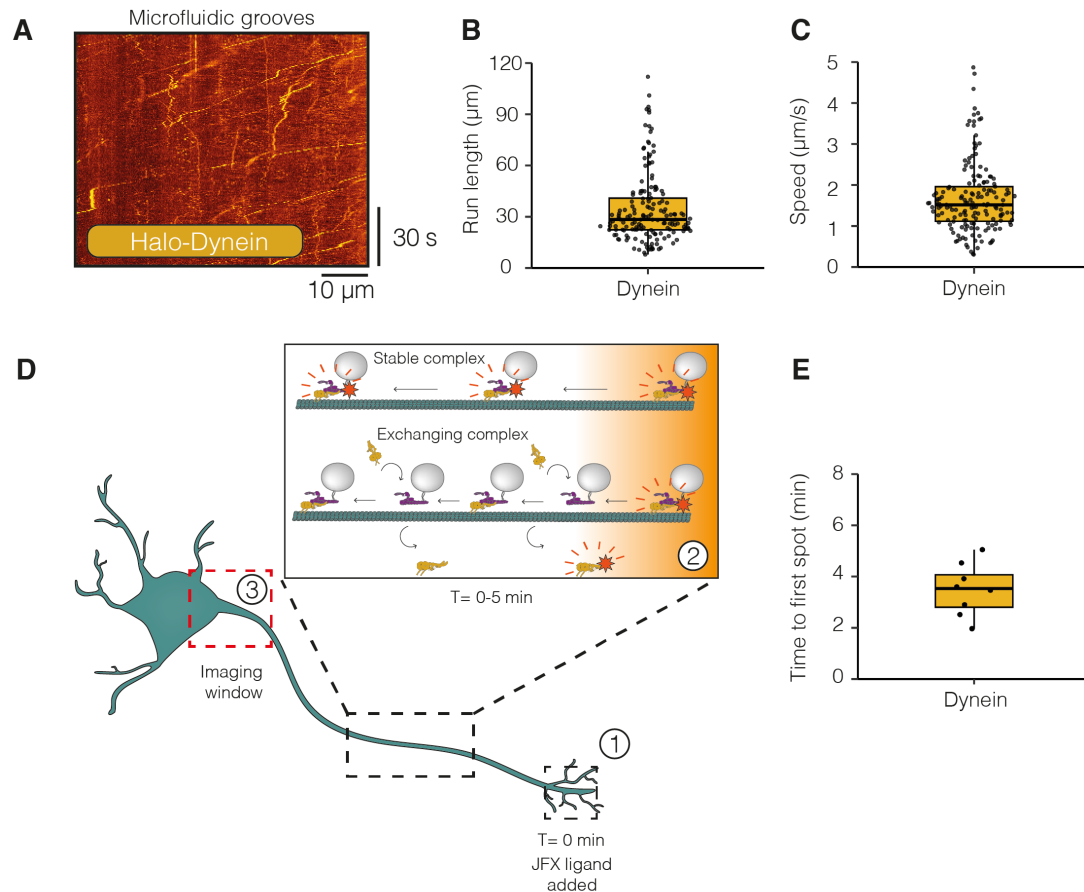 A
Microfluidic grooves
Halo-Dynein
30 s
10 µm
B
Run length (µm)
120
90
60
30
0
Dynein
C
Speed (µm/s)
5
4
3
2
1
0
Dynein
D
Stable complex
Exchanging complex
2
T= 0-5 min
3
Imaging
window
1
T= 0 min
JFX ligand
added
E
Time to first spot (min)
8
6
4
2
0
Dynein